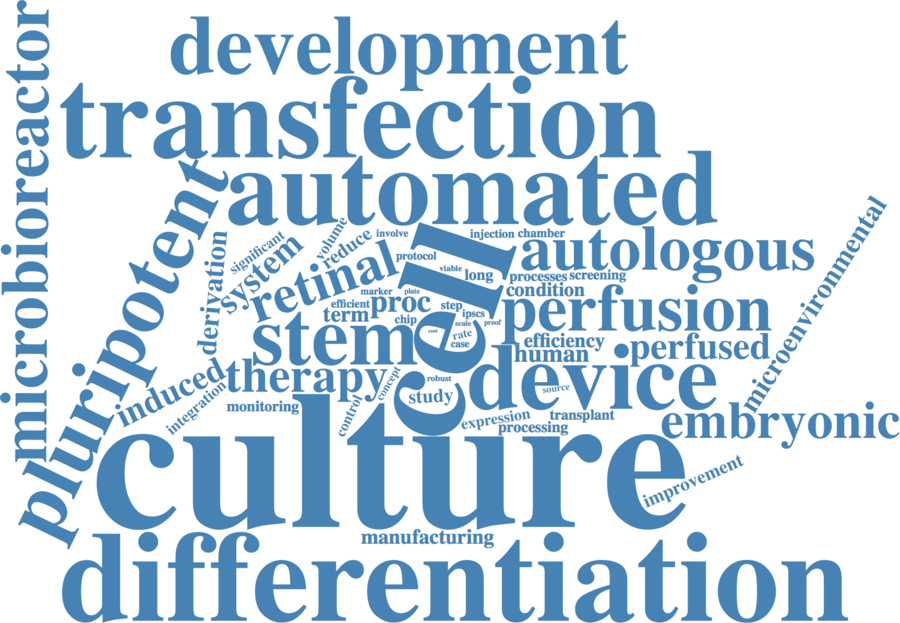 development
transfection
automated
microbioreactor
pluripotent
cell
autologous
microenvironmental
injection chamber
involve
volume
reduce
significant
system
derivation
retinal
protocol
viable
long
processes
screening
condition
marker
plate
efficient
proc
step
ipscs
term
chip
scale
proof
perfusion
stem
cost
rate
case
efficiency
human
perfused
device
induced
therapy
concept
robust
study
source
integration
monitoring
control
expression
transplant
processing
embryonic
culture
improvement
manufacturing
differentiation